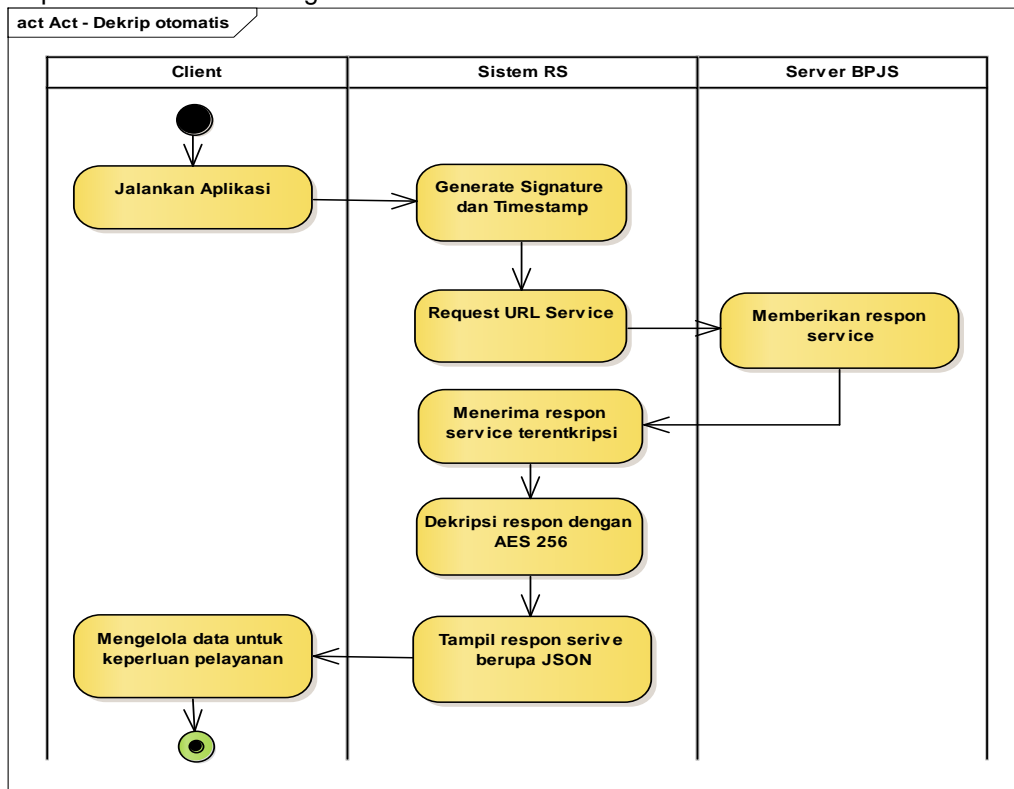 act Act - Dekrip otomatis
Client
Sistem RS
Server BPJS
Jalankan Aplikasi
Generate Signature
dan Timestamp
Request URL Service
Memberikan respon
service
Menerima respon
service terentkripsi
Dekripsi respon dengan
AES 256
Tampil respon serive
berupa JSON
Mengelola data untuk
keperluan pelayanan